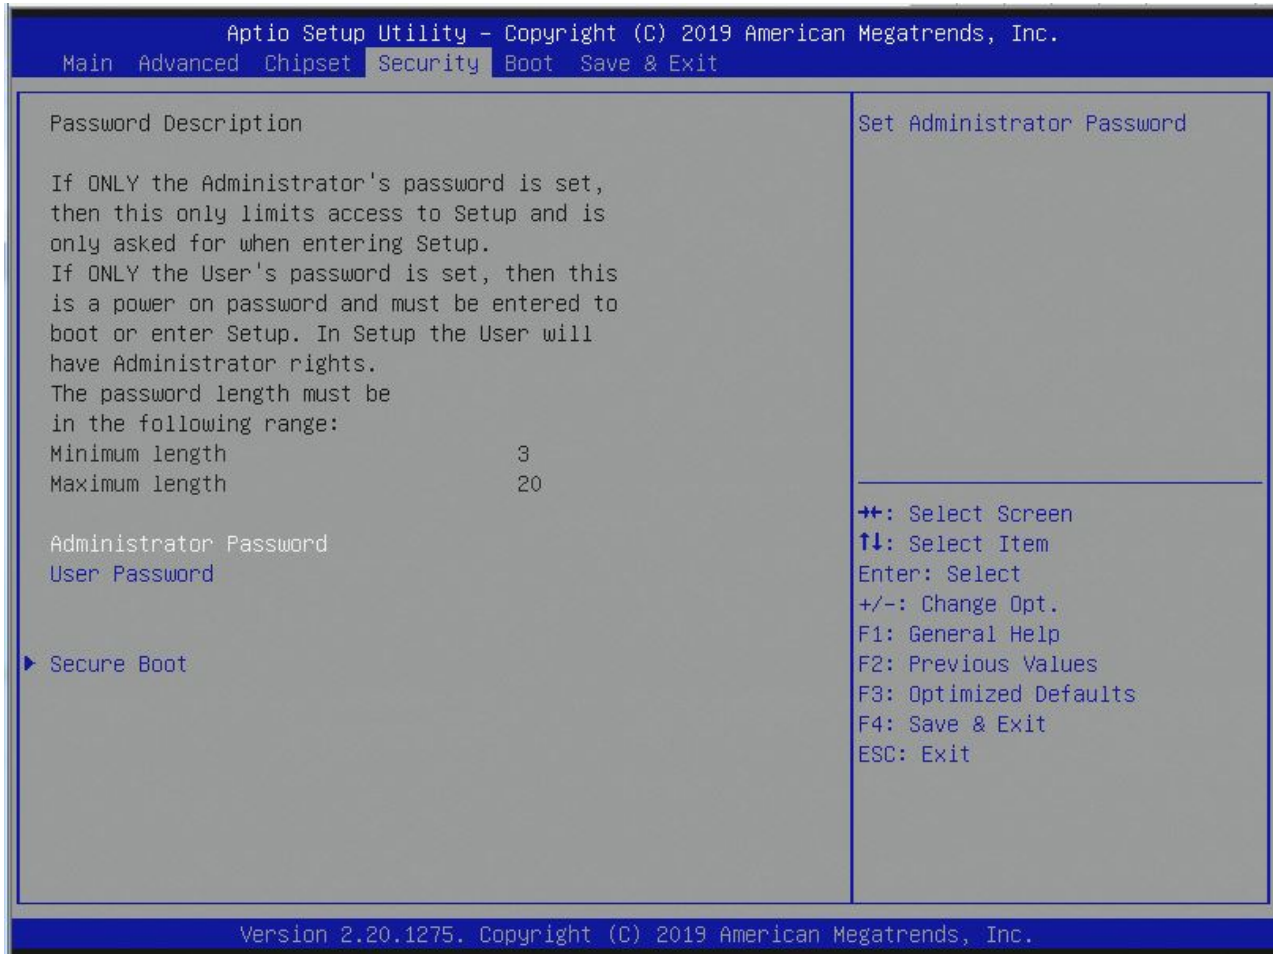 Aptio Setup Utility – Copyright (C) 2019 American Megatrends, Inc.
Main Advanced Chipset Security Boot Save & Exit
Password Description
If ONLY the Administrator's password is set,
then this only limits access to Setup and is
only asked for when entering Setup.
If ONLY the User's password is set, then this
is a power on password and must be entered to
boot or enter Setup. In Setup the User will
have Administrator rights.
The password length must be
in the following range:
Minimum length 3
Maximum length 20
Administrator Password
User Password
Secure Boot
Set Administrator Password
→←: Select Screen
↑↓: Select Item
Enter: Select
+/-: Change Opt.
F1: General Help
F2: Previous Values
F3: Optimized Defaults
F4: Save & Exit
ESC: Exit
Version 2.20.1275. Copyright (C) 2019 American Megatrends, Inc.